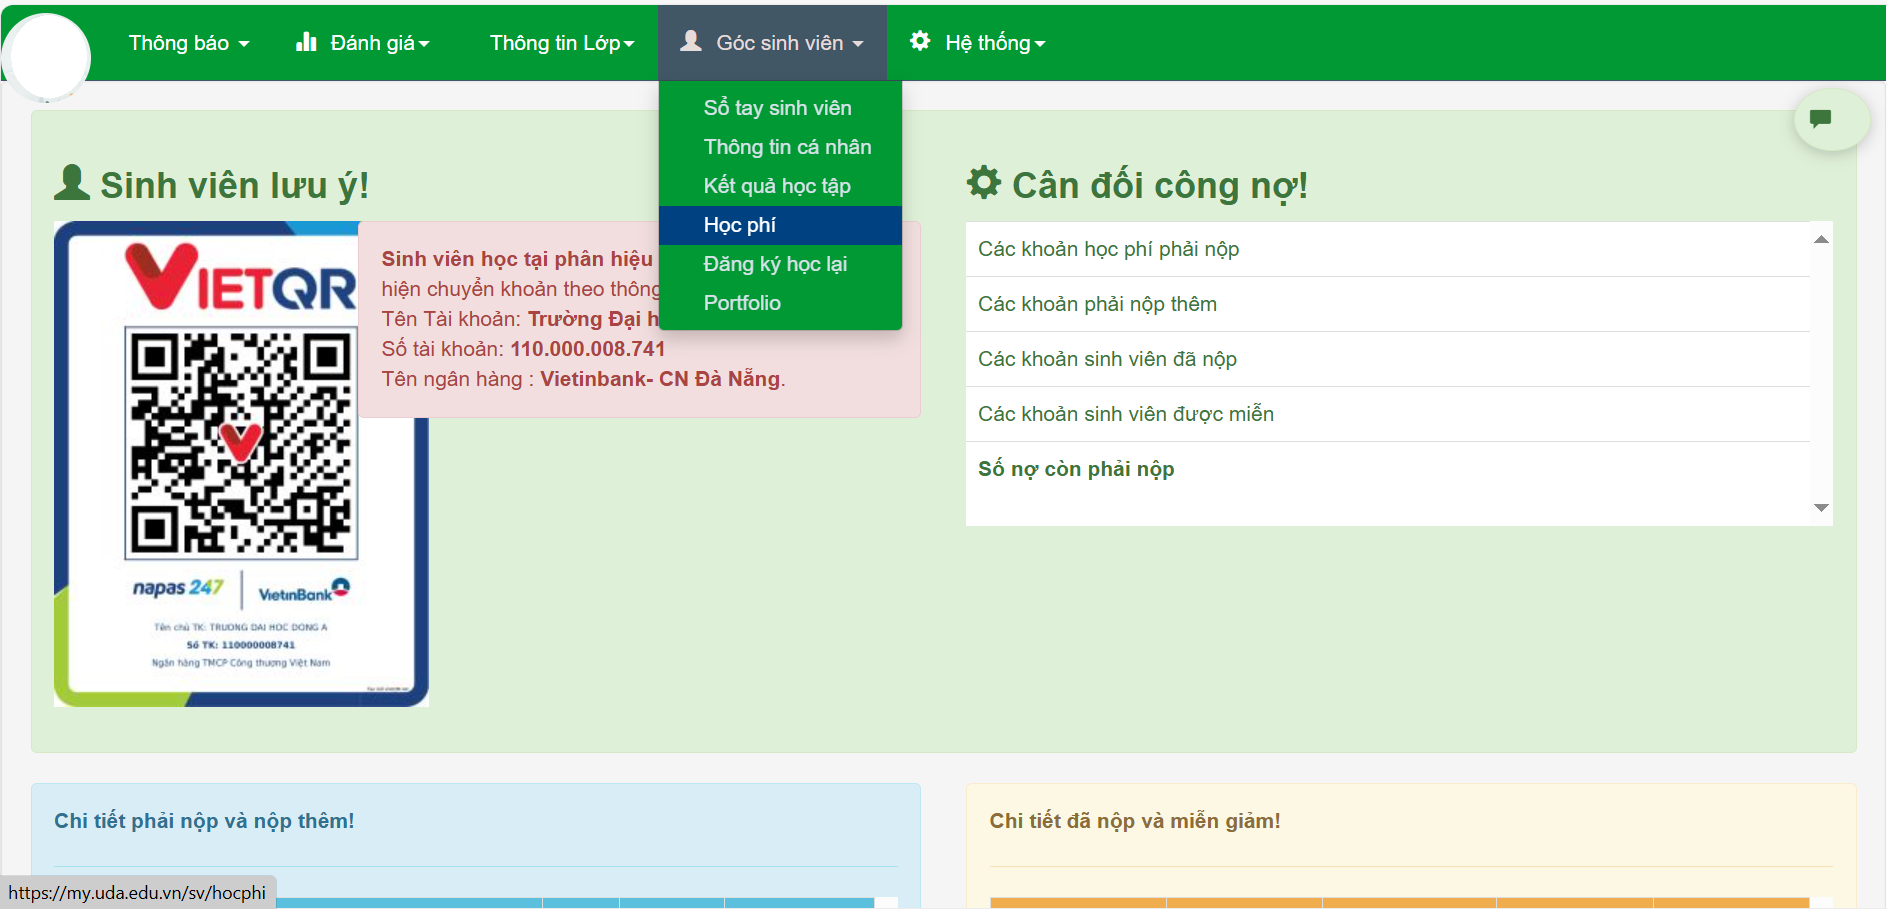 Thông báo
Đánh giá
Thông tin Lớp
Góc sinh viên
Hệ thống
Sổ tay sinh viên
Thông tin cá nhân
Kết quả học tập
Học phí
Đăng ký học lại
Portfolio
Sinh viên lưu ý!
VIETQR
napas 247
VietinBank
Tên chủ TK: TRUONG DAI HOC DONG A
Số TK: 110000008741
Ngân hàng TMCP Công thương Việt Nam
Sinh viên học tại phân hiệu
hiện chuyển khoản theo thông
Tên Tài khoản: Trường Đại h
Số tài khoản: 110.000.008.741
Tên ngân hàng : Vietinbank- CN Đà Nẵng.
Cân đối công nợ!
Các khoản học phí phải nộp
Các khoản phải nộp thêm
Các khoản sinh viên đã nộp
Các khoản sinh viên được miễn
Số nợ còn phải nộp
Chi tiết phải nộp và nộp thêm!
Chi tiết đã nộp và miễn giảm!
https://my.uda.edu.vn/sv/hocphi